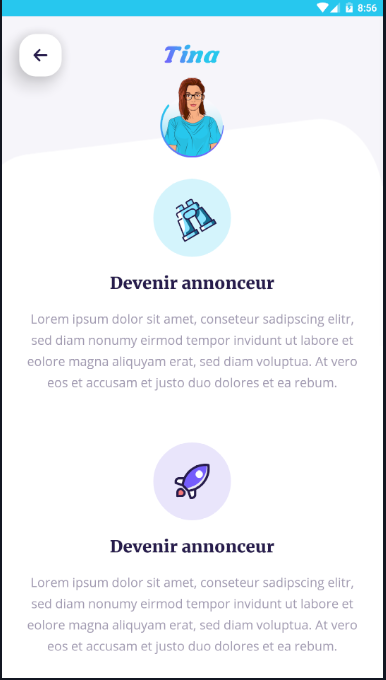 8:56
Tina
Devenir annonceur
Lorem ipsum dolor sit amet, conseteur sadipscing elitr,
sed diam nonumy eirmod tempor invidunt ut labore et
eolore magna aliquyam erat, sed diam voluptua. At vero
eos et accusam et justo duo dolores et ea rebum.
Devenir annonceur
Lorem ipsum dolor sit amet, conseteur sadipscing elitr,
sed diam nonumy eirmod tempor invidunt ut labore et
eolore magna aliquyam erat, sed diam voluptua. At vero
eos et accusam et justo duo dolores et ea rebum.